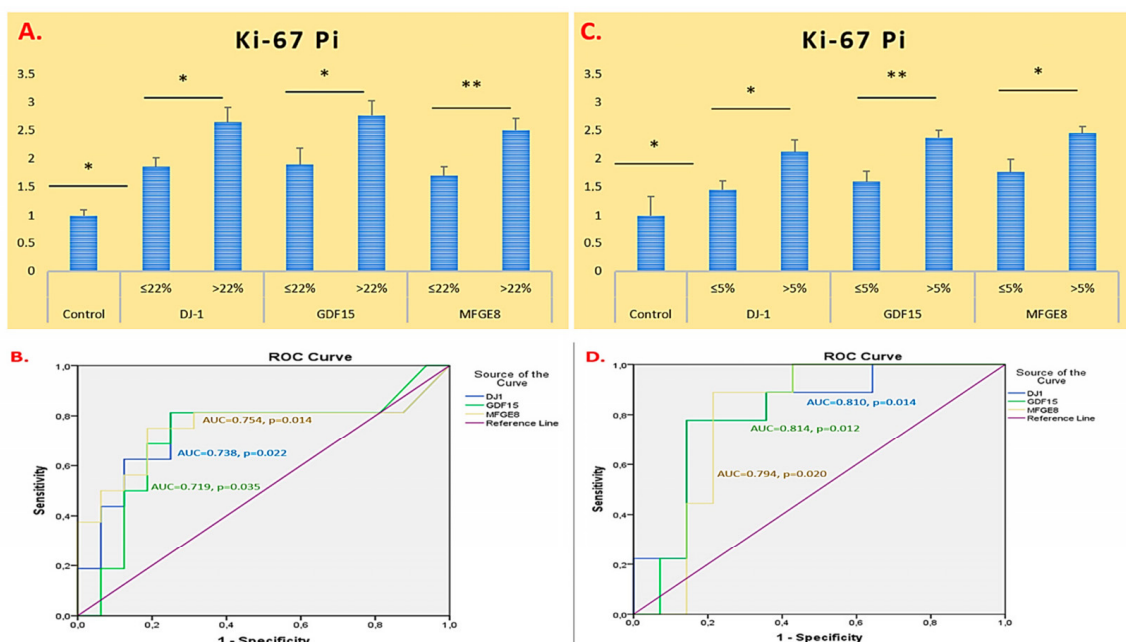 A.
Ki-67 Pi
3.5
3
2.5
2
1.5
1
0.5
0
*
*
*
**
≤22% >22% ≤22% >22% ≤22% >22%
Control DJ-1 GDF15 MFGE8
C.
Ki-67 Pi
3.5
3
2.5
2
1.5
1
0.5
0
*
*
**
*
≤5% >5% ≤5% >5% ≤5% >5%
Control DJ-1 GDF15 MFGE8
B.
ROC Curve
Source of the
Curve
DJ1
GDF15
MFGE8
Reference Line
Sensitivity
1,0
0,8
0,6
0,4
0,2
0,0
AUC=0.754, p=0.014
AUC=0.738, p=0.022
AUC=0.719, p=0.035
0,0 0,2 0,4 0,6 0,8 1,0
1 - Specificity
D.
ROC Curve
Source of the
Curve
DJ1
GDF15
MFGE8
Reference Line
Sensitivity
1,0
0,8
0,6
0,4
0,2
0,0
AUC=0.810, p=0.014
AUC=0.814, p=0.012
AUC=0.794, p=0.020
0,0 0,2 0,4 0,6 0,8 1,0
1 - Specificity